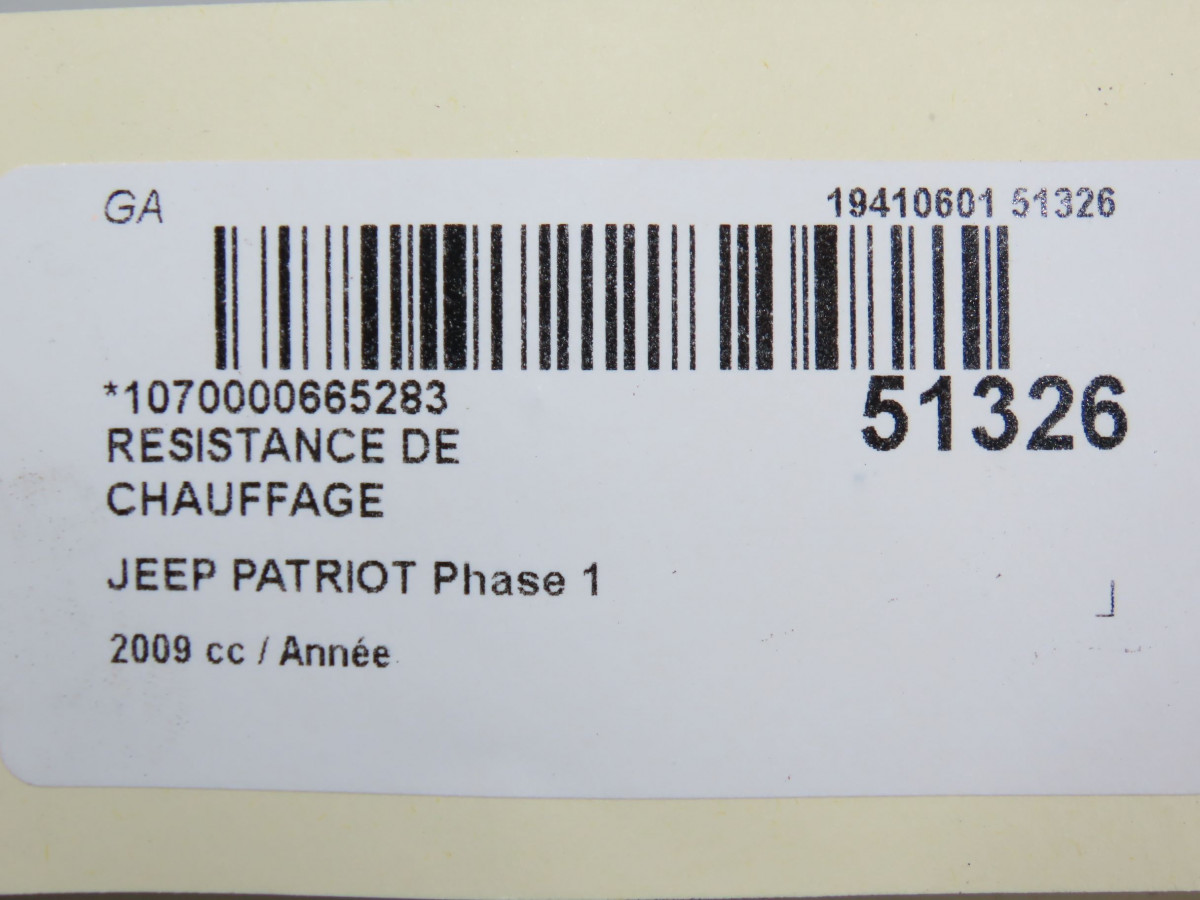 GA
19410601 51326
*1070000665283
51326
RESISTANCE DE
CHAUFFAGE
JEEP PATRIOT Phase 1
2009 cc / Année